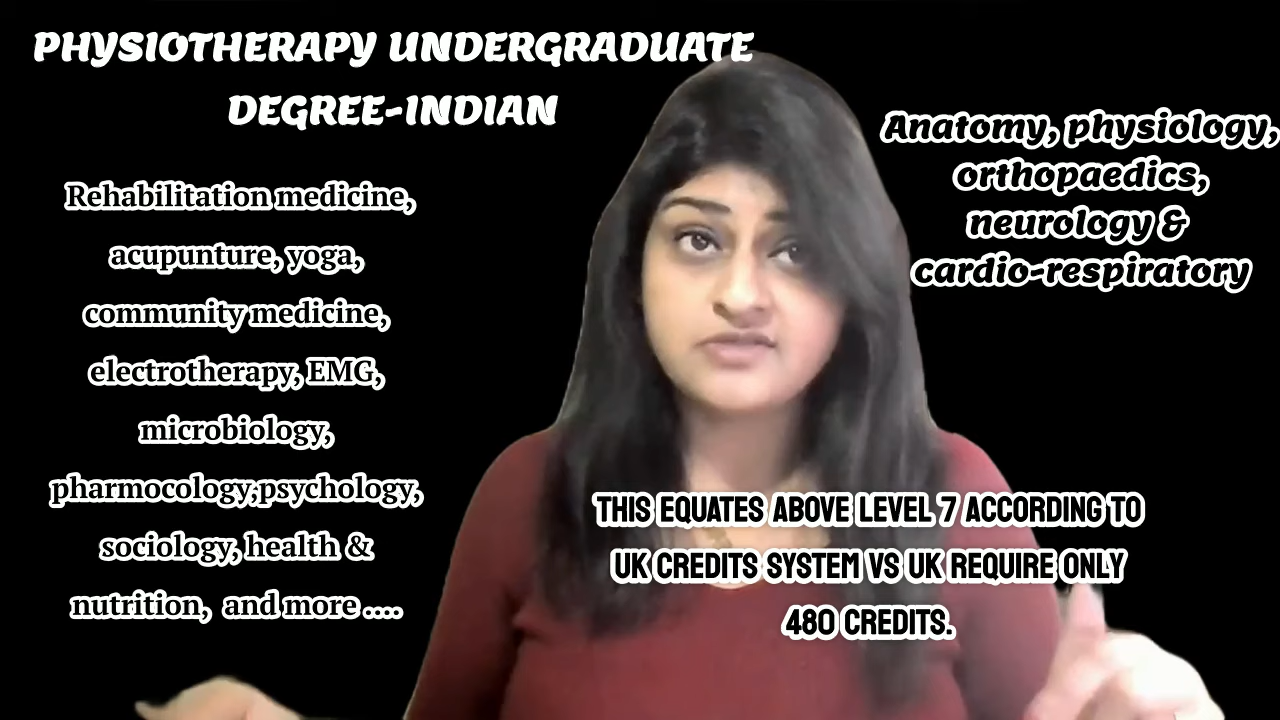 PHYSIOTHERAPY UNDERGRADUATE
DEGREE-INDIAN
Rehabilitation medicine,
acupunture, yoga,
community medicine,
electrotherapy, EMG,
microbiology,
pharmocology,psychology,
sociology, health &
nutrition, and more ....
Anatomy, physiology,
orthopaedics,
neurology &
cardio-respiratory
THIS EQUATES ABOVE LEVEL 7 ACCORDING TO
UK CREDITS SYSTEM VS UK REQUIRE ONLY
480 CREDITS.